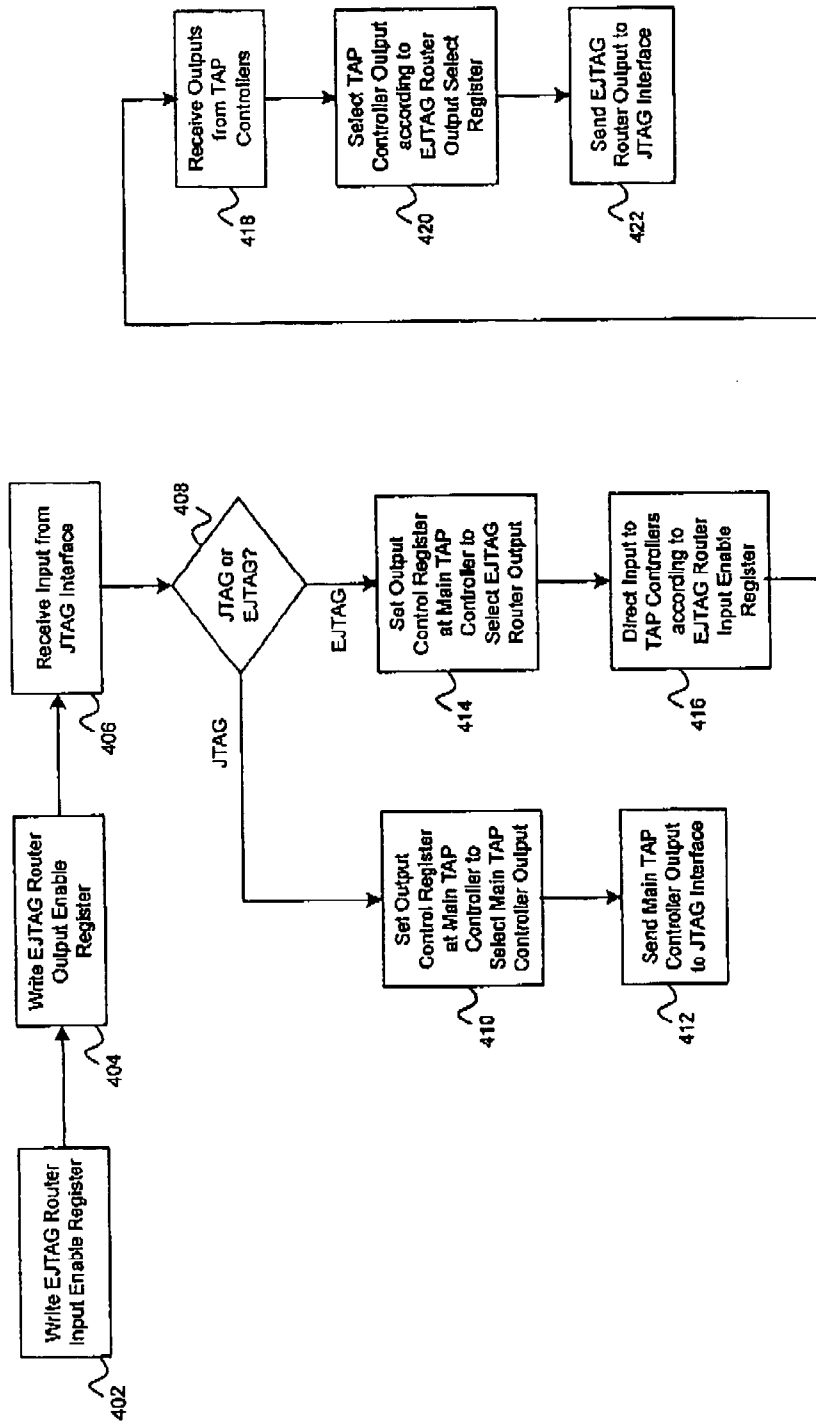 Write EJTAG Router
Input Enable Register
402
Write EJTAG Router
Output Enable
Register
404
Receive Input from
JTAG Interface
406
JTAG or
EJTAG?
408
JTAG
EJTAG
Set Output
Control Register
at Main TAP
Controller to
Select Main TAP
Controller Output
410
Send Main TAP
Controller Output
to JTAG Interface
412
Set Output
Control Register
at Main TAP
Controller to
Select EJTAG
Router Output
414
Direct Input to
TAP Controllers
according to
EJTAG Router
Input Enable
Register
416
Receive Outputs
from TAP
Controllers
418
Select TAP
Controller Output
according to
EJTAG Router
Output Select
Register
420
Send EJTAG
Router Output to
JTAG Interface
422